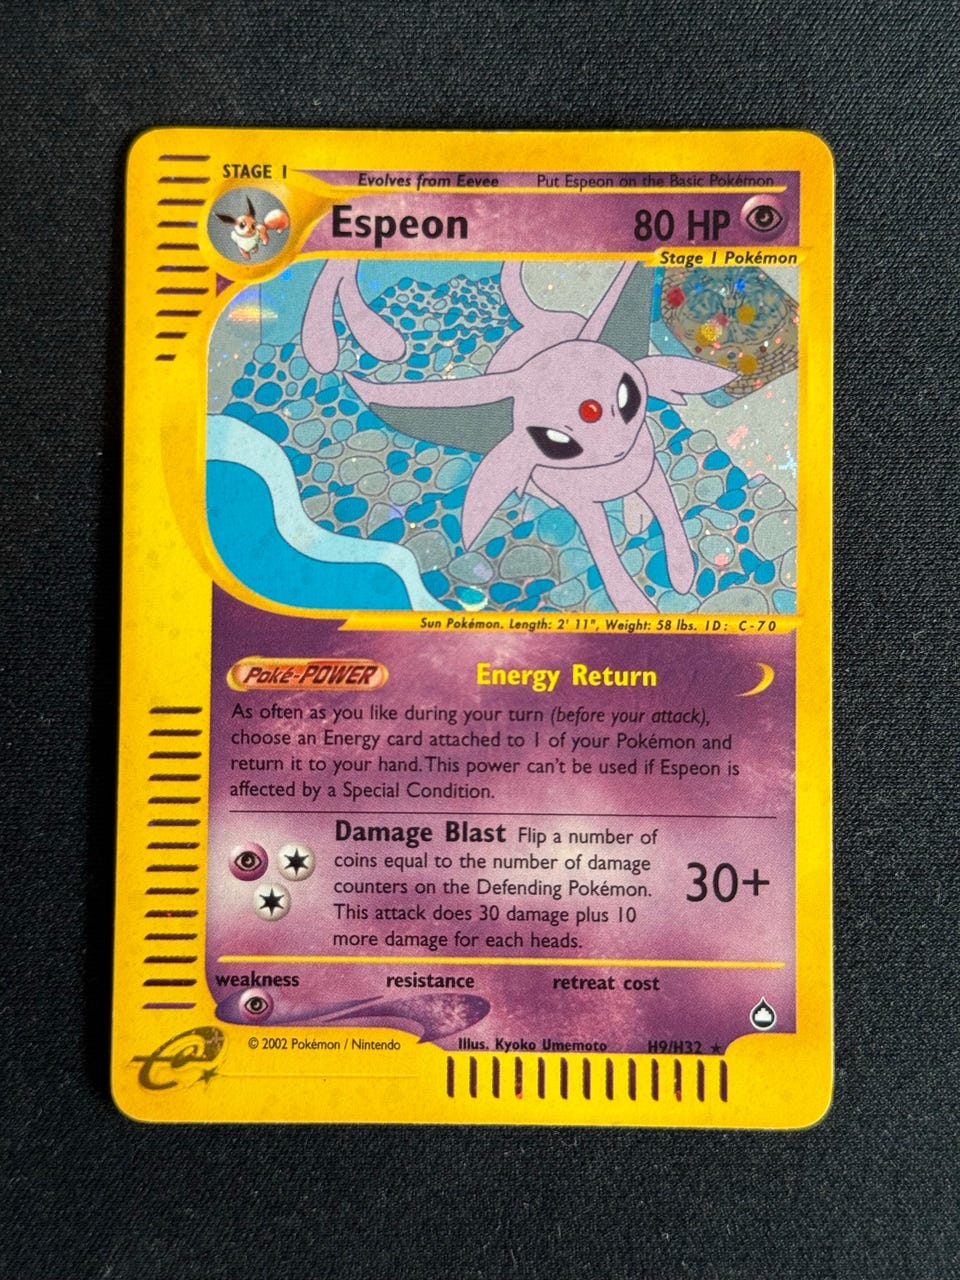 STAGE 1
Evolves from Eevee Put Espeon on the Basic Pokémon
Espeon 80 HP
Stage 1 Pokémon
Sun Pokémon. Length: 2' 11", Weight: 58 lbs. ID: C-70
Poké-POWER Energy Return
As often as you like during your turn (before your attack),
choose an Energy card attached to 1 of your Pokémon and
return it to your hand. This power can't be used if Espeon is
affected by a Special Condition.
Damage Blast Flip a number of
coins equal to the number of damage
counters on the Defending Pokémon.
This attack does 30 damage plus 10
more damage for each heads.
30+
weakness resistance retreat cost
© 2002 Pokémon / Nintendo Illus. Kyoko Umemoto H9/H32 ★
e